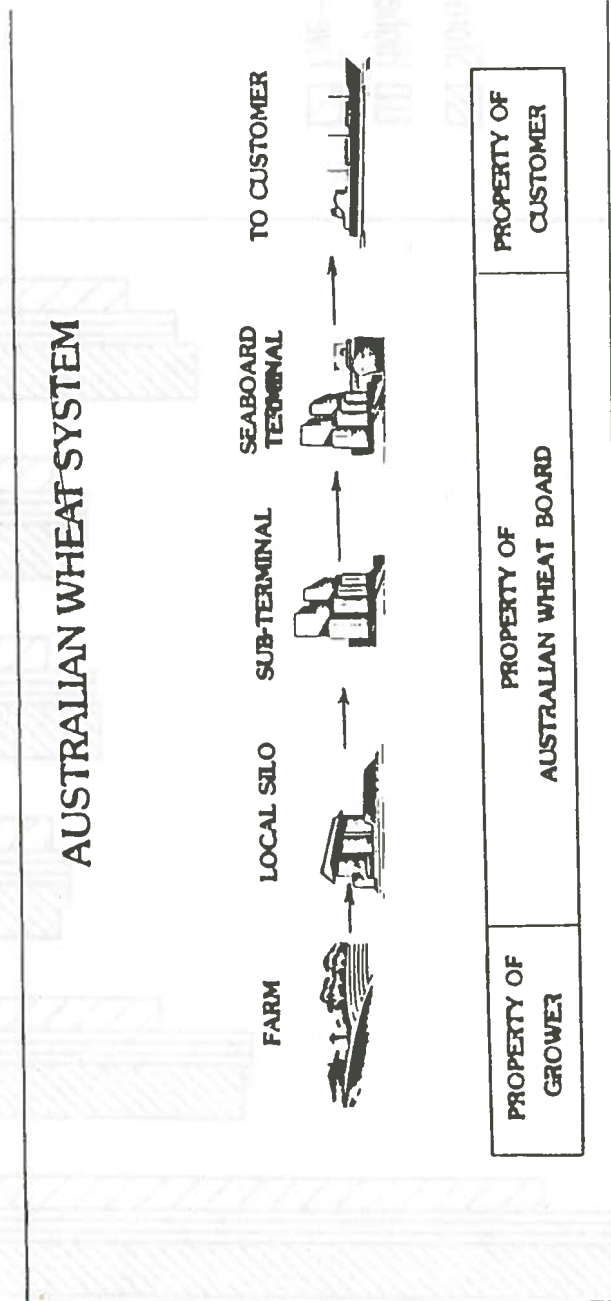 AUSTRALIAN WHEAT SYSTEM
FARM
LOCAL SILO
SUB-TERMINAL
SEABOARD
TERMINAL
TO CUSTOMER
PROPERTY OF
GROWER
PROPERTY OF
AUSTRALIAN WHEAT BOARD
PROPERTY OF
CUSTOMER